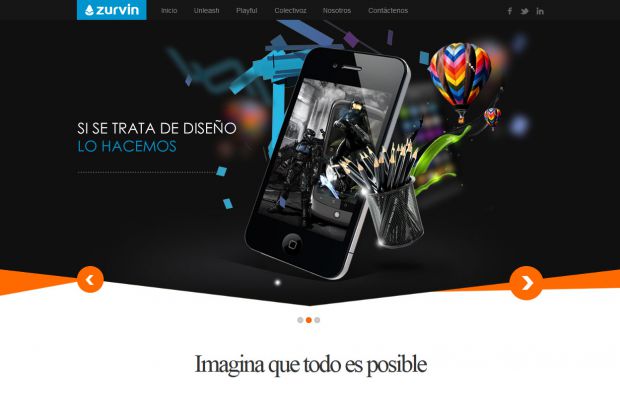 zurvin
Inicio
Unleash
Playful
Colectivoz
Nosotros
Contáctenos
SI SE TRATA DE DISEÑO
LO HACEMOS
Imagina que todo es posible